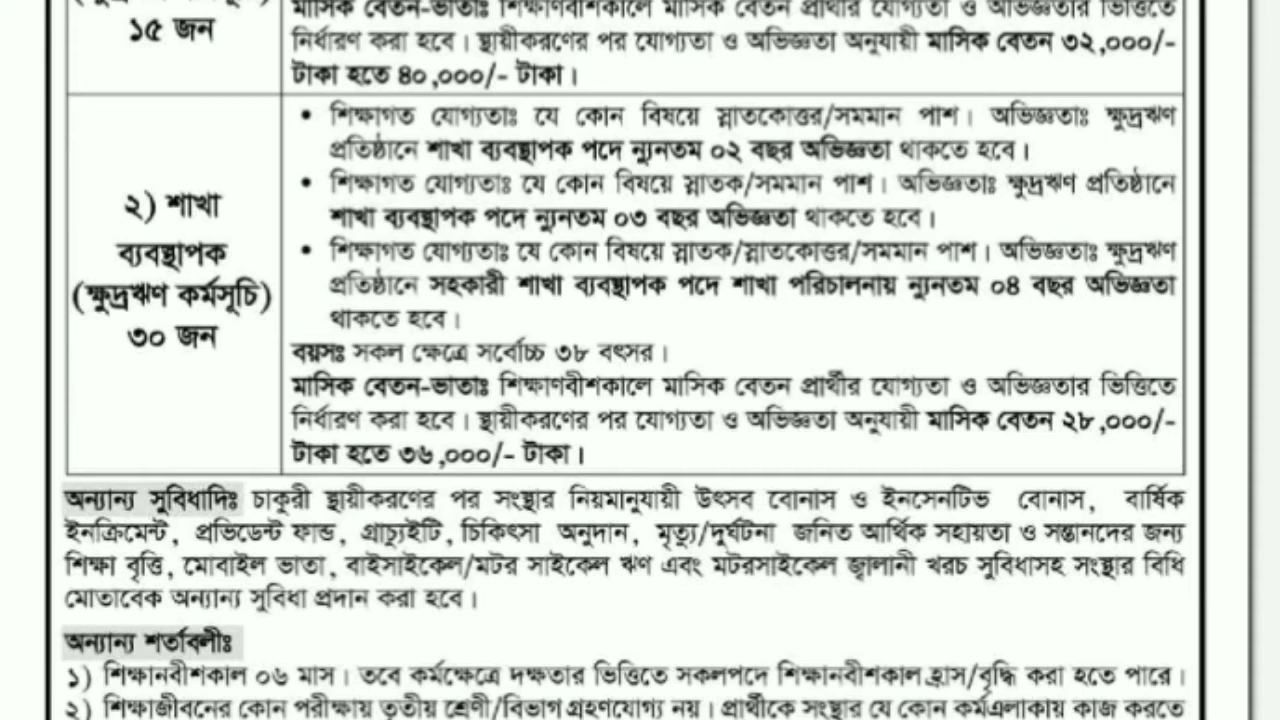 ১৫ জন
মাসিক বেতন-ভাতাঃ শিক্ষাণবীশকালে মাসিক বেতন প্রার্থীর যোগ্যতা ও অভিজ্ঞতার ভিত্তিতে
নির্ধারণ করা হবে। স্থায়ীকরণের পর যোগ্যতা ও অভিজ্ঞতা অনুযায়ী মাসিক বেতন ৩২,০০০/-
টাকা হতে ৪০,০০০/- টাকা।
২) শাখা
ব্যবস্থাপক
(ক্ষুদ্রঋণ কর্মসূচি)
৩০ জন
• শিক্ষাগত যোগ্যতাঃ যে কোন বিষয়ে স্নাতকোত্তর/সমমান পাশ। অভিজ্ঞতাঃ ক্ষুদ্রঋণ
প্রতিষ্ঠানে শাখা ব্যবস্থাপক পদে ন্যুনতম ০২ বছর অভিজ্ঞতা থাকতে হবে।
• শিক্ষাগত যোগ্যতাঃ যে কোন বিষয়ে স্নাতক/সমমান পাশ। অভিজ্ঞতাঃ ক্ষুদ্রঋণ প্রতিষ্ঠানে
শাখা ব্যবস্থাপক পদে ন্যুনতম ০৩ বছর অভিজ্ঞতা থাকতে হবে।
• শিক্ষাগত যোগ্যতাঃ যে কোন বিষয়ে স্নাতক/স্নাতকোত্তর/সমমান পাশ। অভিজ্ঞতাঃ ক্ষুদ্রঋণ
প্রতিষ্ঠানে সহকারী শাখা ব্যবস্থাপক পদে শাখা পরিচালনায় ন্যুনতম ০৪ বছর অভিজ্ঞতা
থাকতে হবে।
বয়সঃ সকল ক্ষেত্রে সর্বোচ্চ ৩৮ বৎসর।
মাসিক বেতন-ভাতাঃ শিক্ষাণবীশকালে মাসিক বেতন প্রার্থীর যোগ্যতা ও অভিজ্ঞতার ভিত্তিতে
নির্ধারণ করা হবে। স্থায়ীকরণের পর যোগ্যতা ও অভিজ্ঞতা অনুযায়ী মাসিক বেতন ২৮,০০০/-
টাকা হতে ৩৬,০০০/- টাকা।
অন্যান্য সুবিধাদিঃ চাকুরী স্থায়ীকরণের পর সংস্থার নিয়মানুযায়ী উৎসব বোনাস ও ইনসেনটিভ বোনাস, বার্ষিক
ইনক্রিমেন্ট, প্রভিডেন্ট ফান্ড, গ্রাচ্যুইটি, চিকিৎসা অনুদান, মৃত্যু/দুর্ঘটনা জনিত আর্থিক সহায়তা ও সন্তানদের জন্য
শিক্ষা বৃত্তি, মোবাইল ভাতা, বাইসাইকেল/মটর সাইকেল ঋণ এবং মটরসাইকেল জ্বালানী খরচ সুবিধাসহ সংস্থার বিধি
মোতাবেক অন্যান্য সুবিধা প্রদান করা হবে।
অন্যান্য শর্তাবলীঃ
১) শিক্ষানবীশকাল ০৬ মাস। তবে কর্মক্ষেত্রে দক্ষতার ভিত্তিতে সকলপদে শিক্ষানবীশকাল হ্রাস/বৃদ্ধি করা হতে পারে।
২) শিক্ষাজীবনের কোন পরীক্ষায় তৃতীয় শ্রেণী/বিভাগ গ্রহণযোগ্য নয়। প্রার্থীকে সংস্থার যে কোন কর্মএলাকায় কাজ করতে